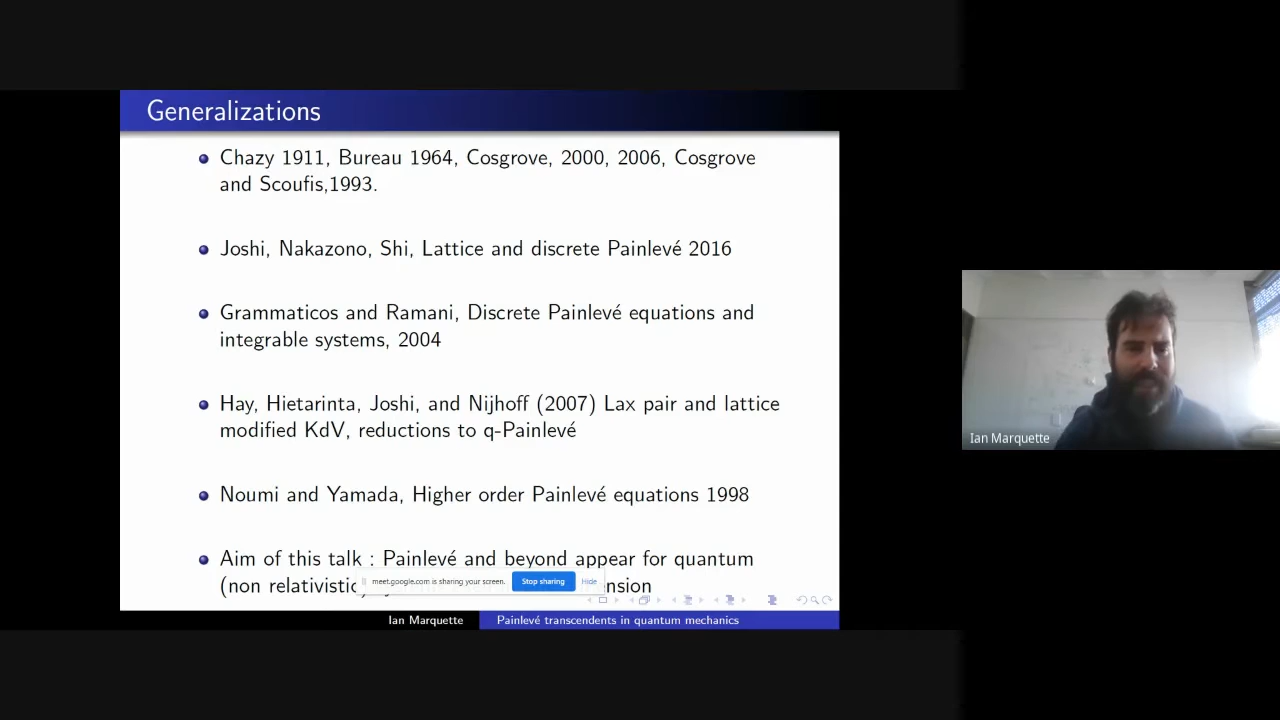 Generalizations
Chazy 1911, Bureau 1964, Cosgrove, 2000, 2006, Cosgrove
and Scoufis,1993.
Joshi, Nakazono, Shi, Lattice and discrete Painlevé 2016
Grammaticos and Ramani, Discrete Painlevé equations and
integrable systems, 2004
Hay, Hietarinta, Joshi, and Nijhoff (2007) Lax pair and lattice
modified KdV, reductions to q-Painlevé
Noumi and Yamada, Higher order Painlevé equations 1998
Aim of this talk : Painlevé and beyond appear for quantum
(non relativistic)
meet.google.com is sharing your screen. Stop sharing Hide
Ian Marquette Painlevé transcendents in quantum mechanics
Ian Marquette